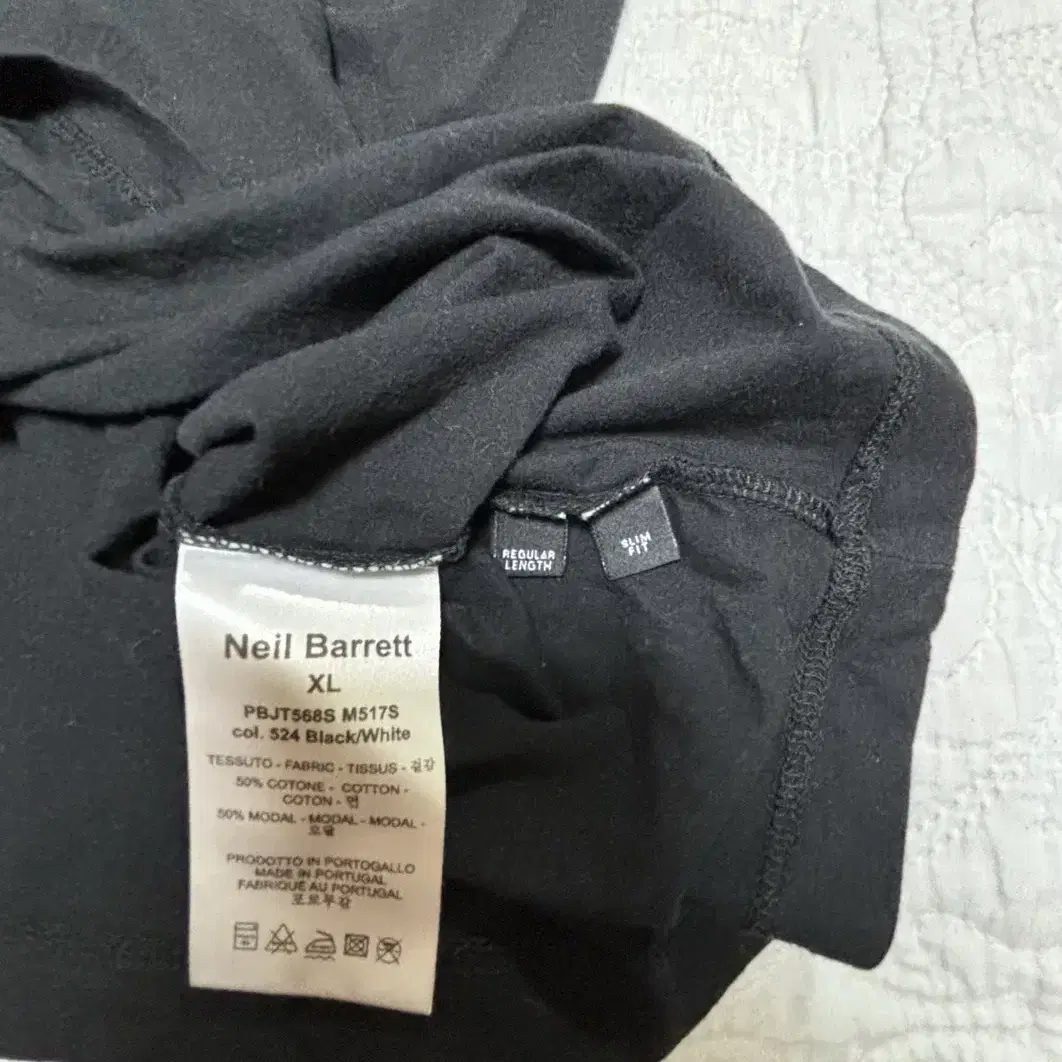 REGULAR
LENGTH
SLIM
FIT
Neil Barrett
XL
PBJT568S M517S
col. 524 Black/White
TESSUTO - FABRIC - TISSUS - 겉감
50% COTONE - COTTON -
COTON - 면
50% MODAL - MODAL - MODAL -
모달
PRODOTTO IN PORTOGALLO
MADE IN PORTUGAL
FABRIQUÉ AU PORTUGAL
포르투갈